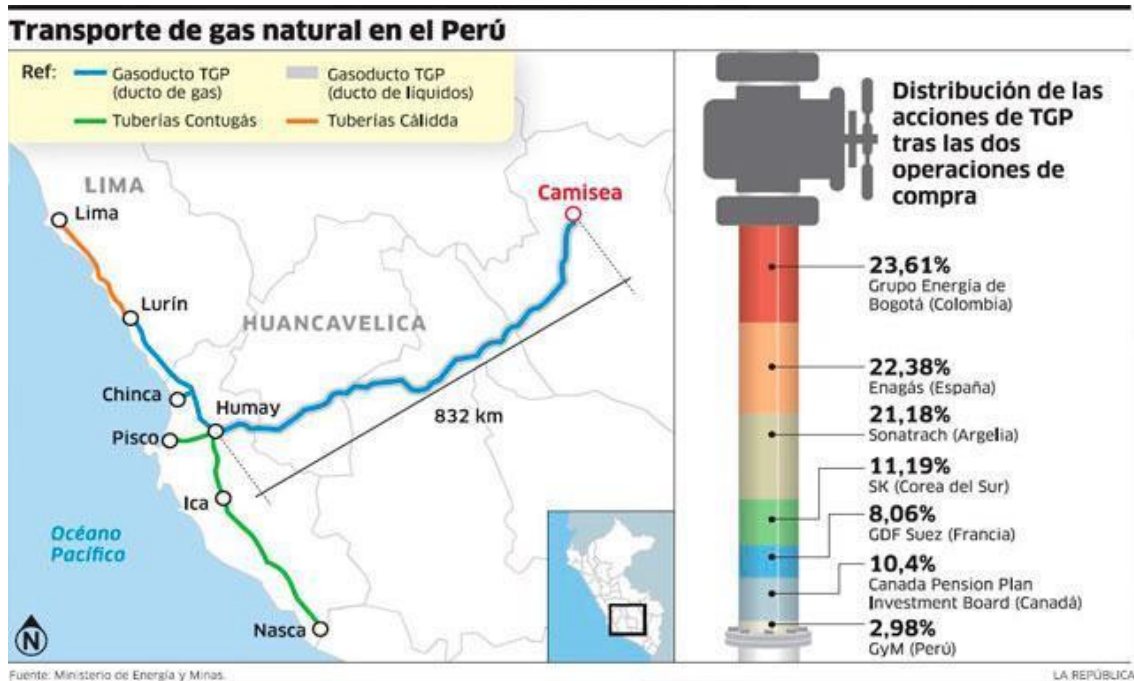 Transporte de gas natural en el Perú
Ref:
Gasoducto TGP
(ducto de gas)
Gasoducto TGP
(ducto de líquidos)
Tuberías Contugás
Tuberías Cálidda
LIMA
Lima
Camisea
Lurín
HUANCAVELICA
Chinca
Humay
832 km
Pisco
Ica
Océano
Pacífico
Nasca
N
Distribución de las
acciones de TGP
tras las dos
operaciones de
compra
23,61%
Grupo Energía de
Bogotá (Colombia)
22,38%
Enagás (España)
21,18%
Sonatrach (Argelia)
11,19%
SK (Corea del Sur)
8,06%
GDF Suez (Francia)
10,4%
Canada Pension Plan
Investment Board (Canadá)
2,98%
GyM (Perú)
Fuente: Ministerio de Energía y Minas.
LA REPÚBLICA